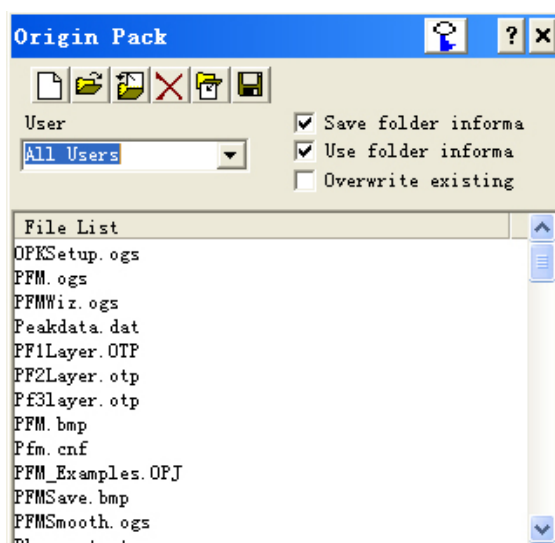 Origin Pack
?
User
Save folder informa
All Users
Use folder informa
Overwrite existing
File List
OPKSetup.ogs
PFM.ogs
PFMWiz.ogs
Peakdata.dat
PF1Layer.OTP
PF2Layer.otp
Pf3layer.otp
PFM.bmp
Pfm.cnf
PFM_Examples.OPJ
PFMSave.bmp
PFMSmooth.ogs